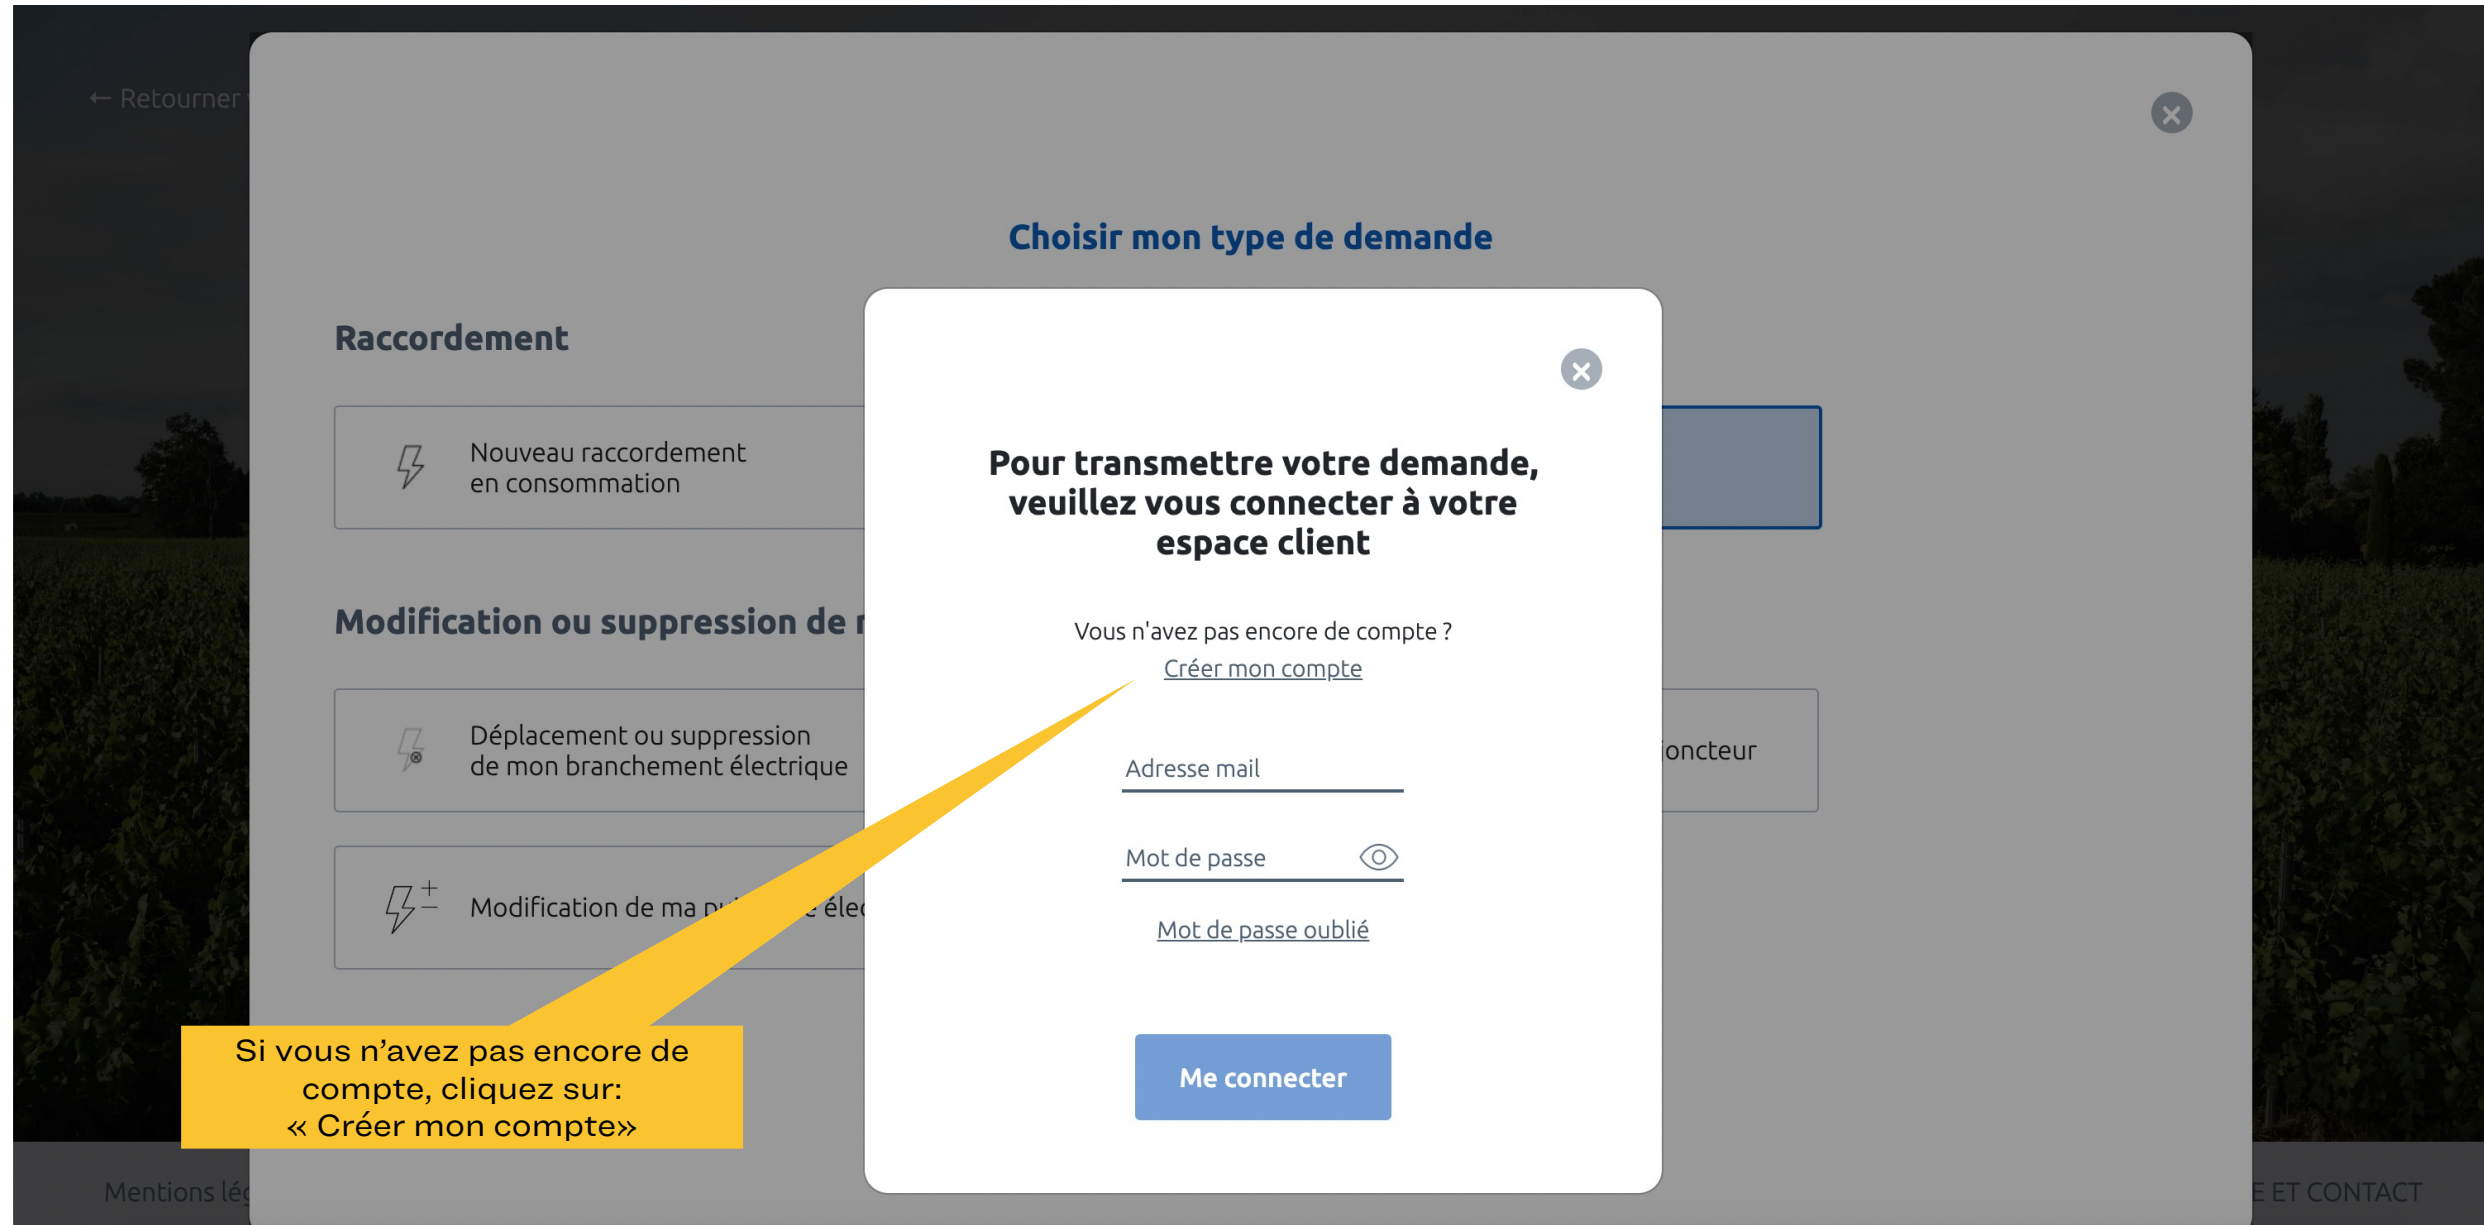 ← Retourner
Choisir mon type de demande
Raccordement
Nouveau raccordement
en consommation
Pour transmettre votre demande,
veuillez vous connecter à votre
espace client
Modification ou suppression de
Vous n'avez pas encore de compte ?
Créer mon compte
Déplacement ou suppression
de mon branchement électrique
joncteur
Adresse mail
Mot de passe
Modification de ma
Mot de passe oublié
Me connecter
Si vous n’avez pas encore de
compte, cliquez sur:
« Créer mon compte»
Mentions
ET CONTACT